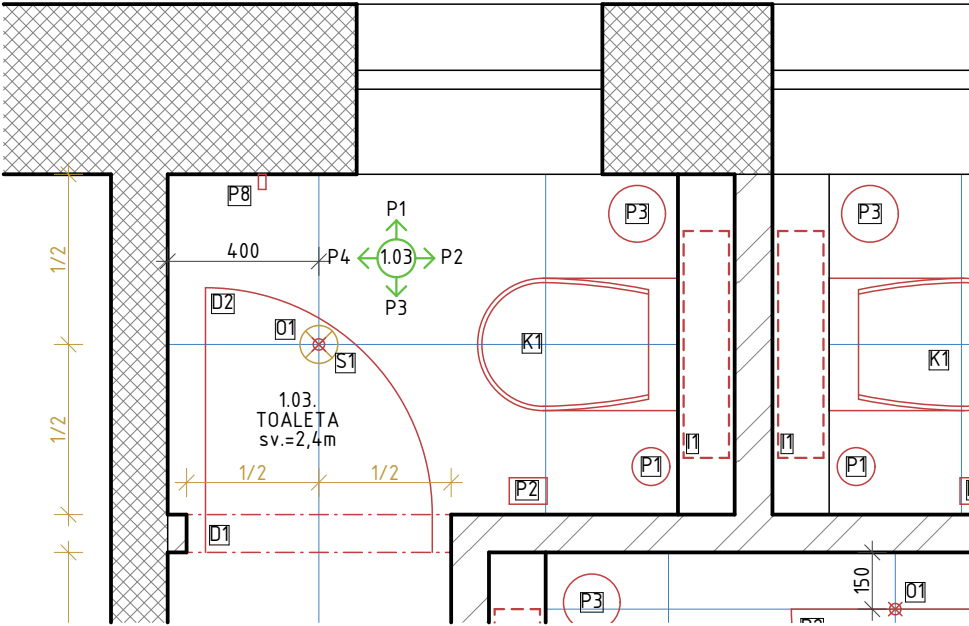 P8
P1
P3
P3
1/2
400
P4
1.03
P2
P3
D2
O1
S1
K1
K1
1.03.
TOALETA
sv.=2,4m
1/2
I1
I1
P1
P1
1/2
1/2
P2
D1
150
O1
P3